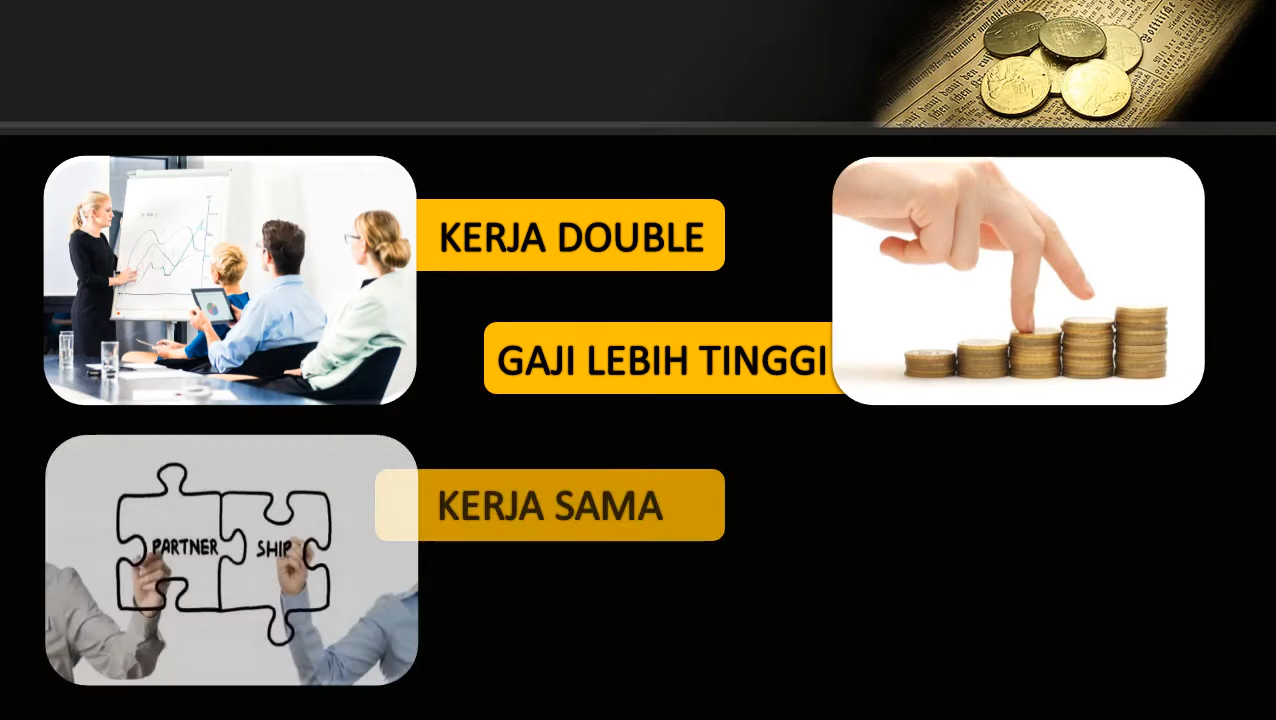 KERJA DOUBLE
GAJI LEBIH TINGGI
KERJA SAMA
PARTNER SHIP